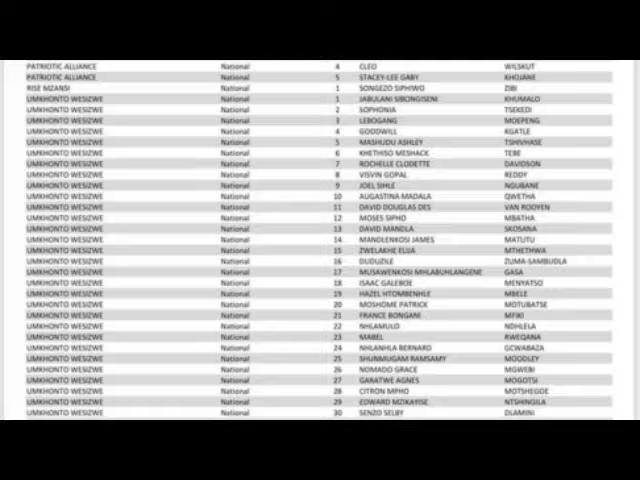 PATRIOTIC ALLIANCE National 4 CLEO WILSKUT
PATRIOTIC ALLIANCE National 5 STACEY-LEE GABY KHOJANE
RISE MZANSI National 1 SONGEZO SIPHIWO ZIBI
UMKHONTO WESIZWE National 1 JABULANI SIBONGISENI KHUMALO
UMKHONTO WESIZWE National 2 SOPHONIA TSEKEDI
UMKHONTO WESIZWE National 3 LEBOGANG MOEPENG
UMKHONTO WESIZWE National 4 GOODWILL KGATLE
UMKHONTO WESIZWE National 5 MASHUDU ASHLEY TSHIVHASE
UMKHONTO WESIZWE National 6 KHETHISO MESHACK TEBE
UMKHONTO WESIZWE National 7 ROCHELLE CLODETTE DAVIDSON
UMKHONTO WESIZWE National 8 VISVIN GOPAL REDDY
UMKHONTO WESIZWE National 9 JOEL SIHLE NGUBANE
UMKHONTO WESIZWE National 10 AUGASTINA MADALA QWETHA
UMKHONTO WESIZWE National 11 DAVID DOUGLAS DES VAN ROOYEN
UMKHONTO WESIZWE National 12 MOSES SIPHO MBATHA
UMKHONTO WESIZWE National 13 DAVID MANDLA SKOSANA
UMKHONTO WESIZWE National 14 MANDLENKOSI JAMES MATUTU
UMKHONTO WESIZWE National 15 ZWELAKHE ELIJA MTHETHWA
UMKHONTO WESIZWE National 16 DUDUZILE ZUMA-SAMBUDLA
UMKHONTO WESIZWE National 17 MUSAWENKOSI MHLABUHLANGENE GASA
UMKHONTO WESIZWE National 18 ISAAC GALEBOE MENYATSO
UMKHONTO WESIZWE National 19 HAZEL HTOMBENHLE MBELE
UMKHONTO WESIZWE National 20 MOSHOME PATRICK MOTUBATSE
UMKHONTO WESIZWE National 21 FRANCE BONGANI MFIKI
UMKHONTO WESIZWE National 22 NHLAMULO NDHLELA
UMKHONTO WESIZWE National 23 MABEL RWEQANA
UMKHONTO WESIZWE National 24 NHLANHLA BERNARD GCWABAZA
UMKHONTO WESIZWE National 25 SHUNMUGAM RAMSAMY MOODLEY
UMKHONTO WESIZWE National 26 NOMADO GRACE MGWEBI
UMKHONTO WESIZWE National 27 GARATWE AGNES MOGOTSI
UMKHONTO WESIZWE National 28 CITRON MPHO MOTSHEGOE
UMKHONTO WESIZWE National 29 EDWARD MZIKAYISE NTSHINGILA
UMKHONTO WESIZWE National 30 SENZO SELBY DLAMINI